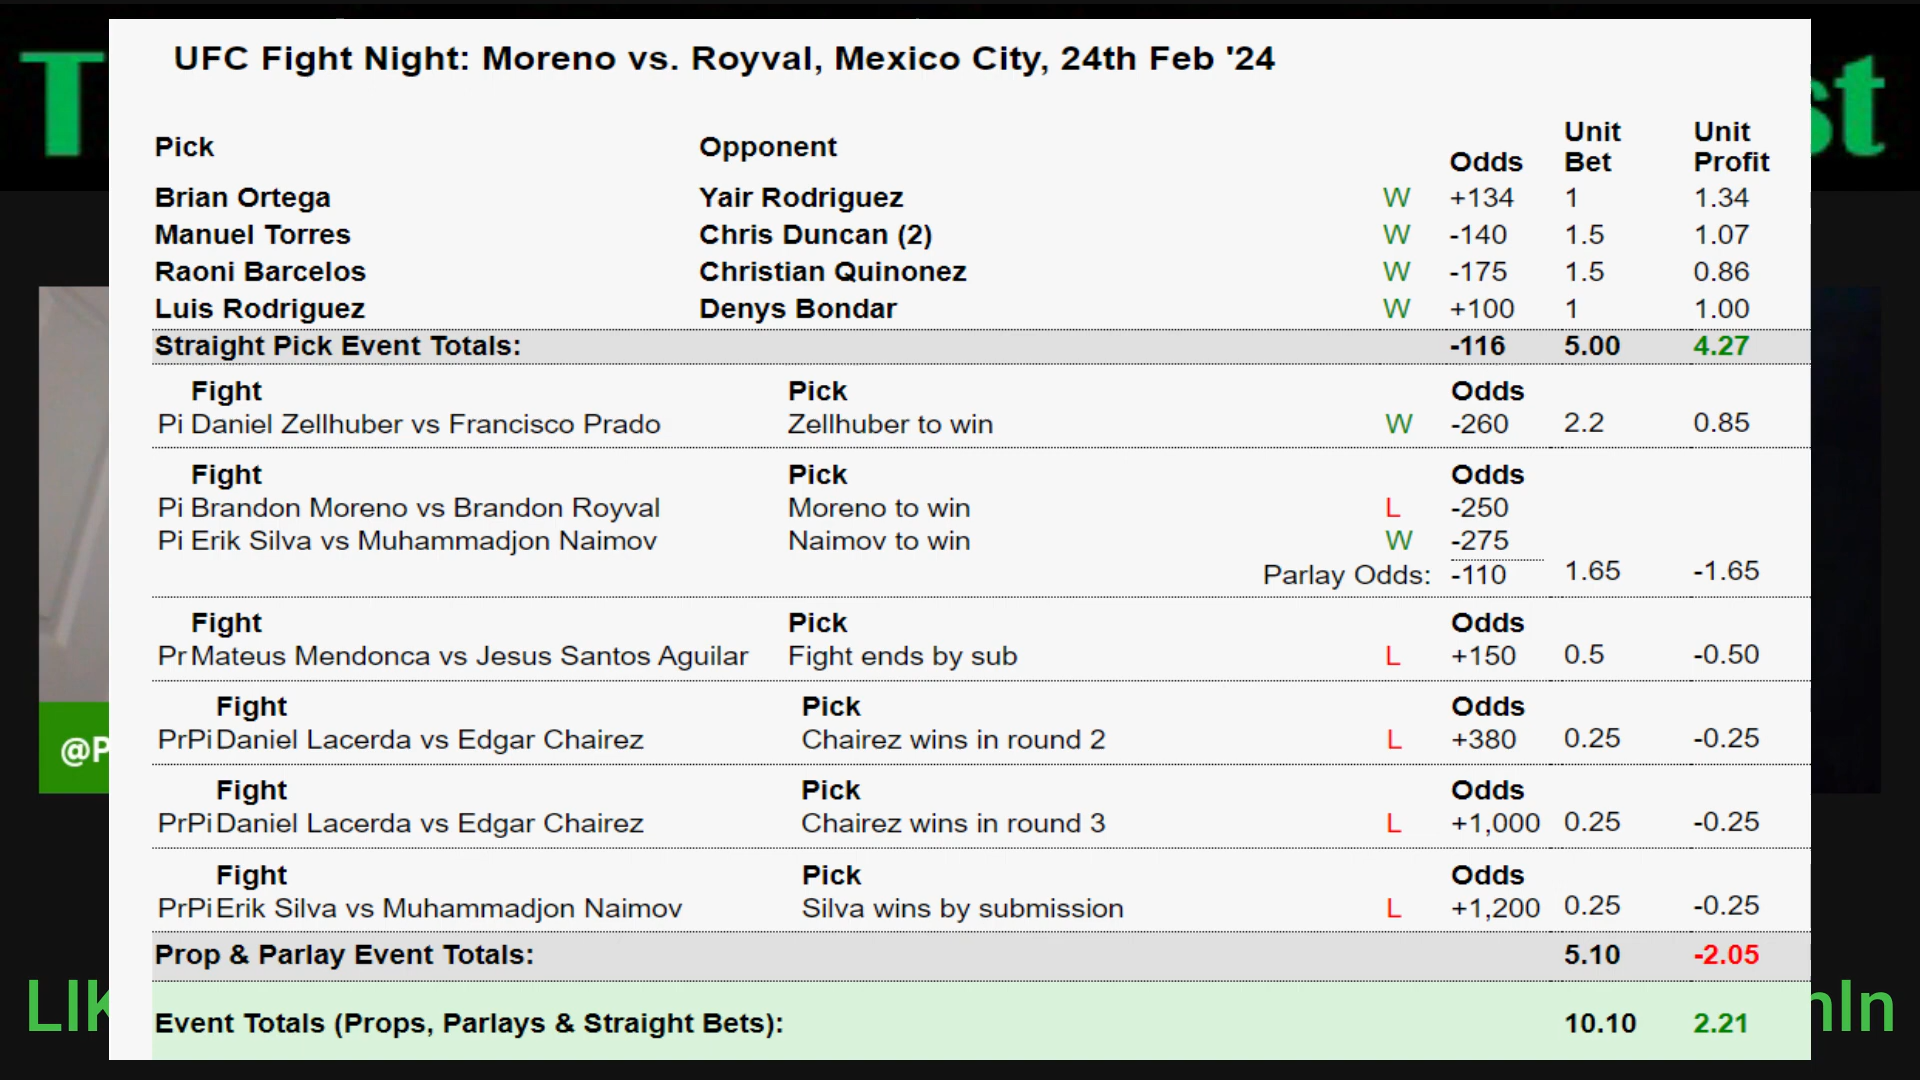 UFC Fight Night: Moreno vs. Royval, Mexico City, 24th Feb '24
T st
Pick Opponent Odds Unit Bet Unit Profit
Brian Ortega Yair Rodriguez W +134 1 1.34
Manuel Torres Chris Duncan (2) W -140 1.5 1.07
Raoni Barcelos Christian Quinonez W -175 1.5 0.86
Luis Rodriguez Denys Bondar W +100 1 1.00
Straight Pick Event Totals: -116 5.00 4.27
Fight Pick Odds
Pi Daniel Zellhuber vs Francisco Prado Zellhuber to win W -260 2.2 0.85
Fight Pick Odds
Pi Brandon Moreno vs Brandon Royval Moreno to win L -250
Pi Erik Silva vs Muhammadjon Naimov Naimov to win W -275
Parlay Odds: -110 1.65 -1.65
Fight Pick Odds
Pr Mateus Mendonca vs Jesus Santos Aguilar Fight ends by sub L +150 0.5 -0.50
Fight Pick Odds
PrPi Daniel Lacerda vs Edgar Chairez Chairez wins in round 2 L +380 0.25 -0.25
@P
Fight Pick Odds
PrPi Daniel Lacerda vs Edgar Chairez Chairez wins in round 3 L +1,000 0.25 -0.25
Fight Pick Odds
PrPi Erik Silva vs Muhammadjon Naimov Silva wins by submission L +1,200 0.25 -0.25
Prop & Parlay Event Totals: 5.10 -2.05
LIK nIn
Event Totals (Props, Parlays & Straight Bets): 10.10 2.21